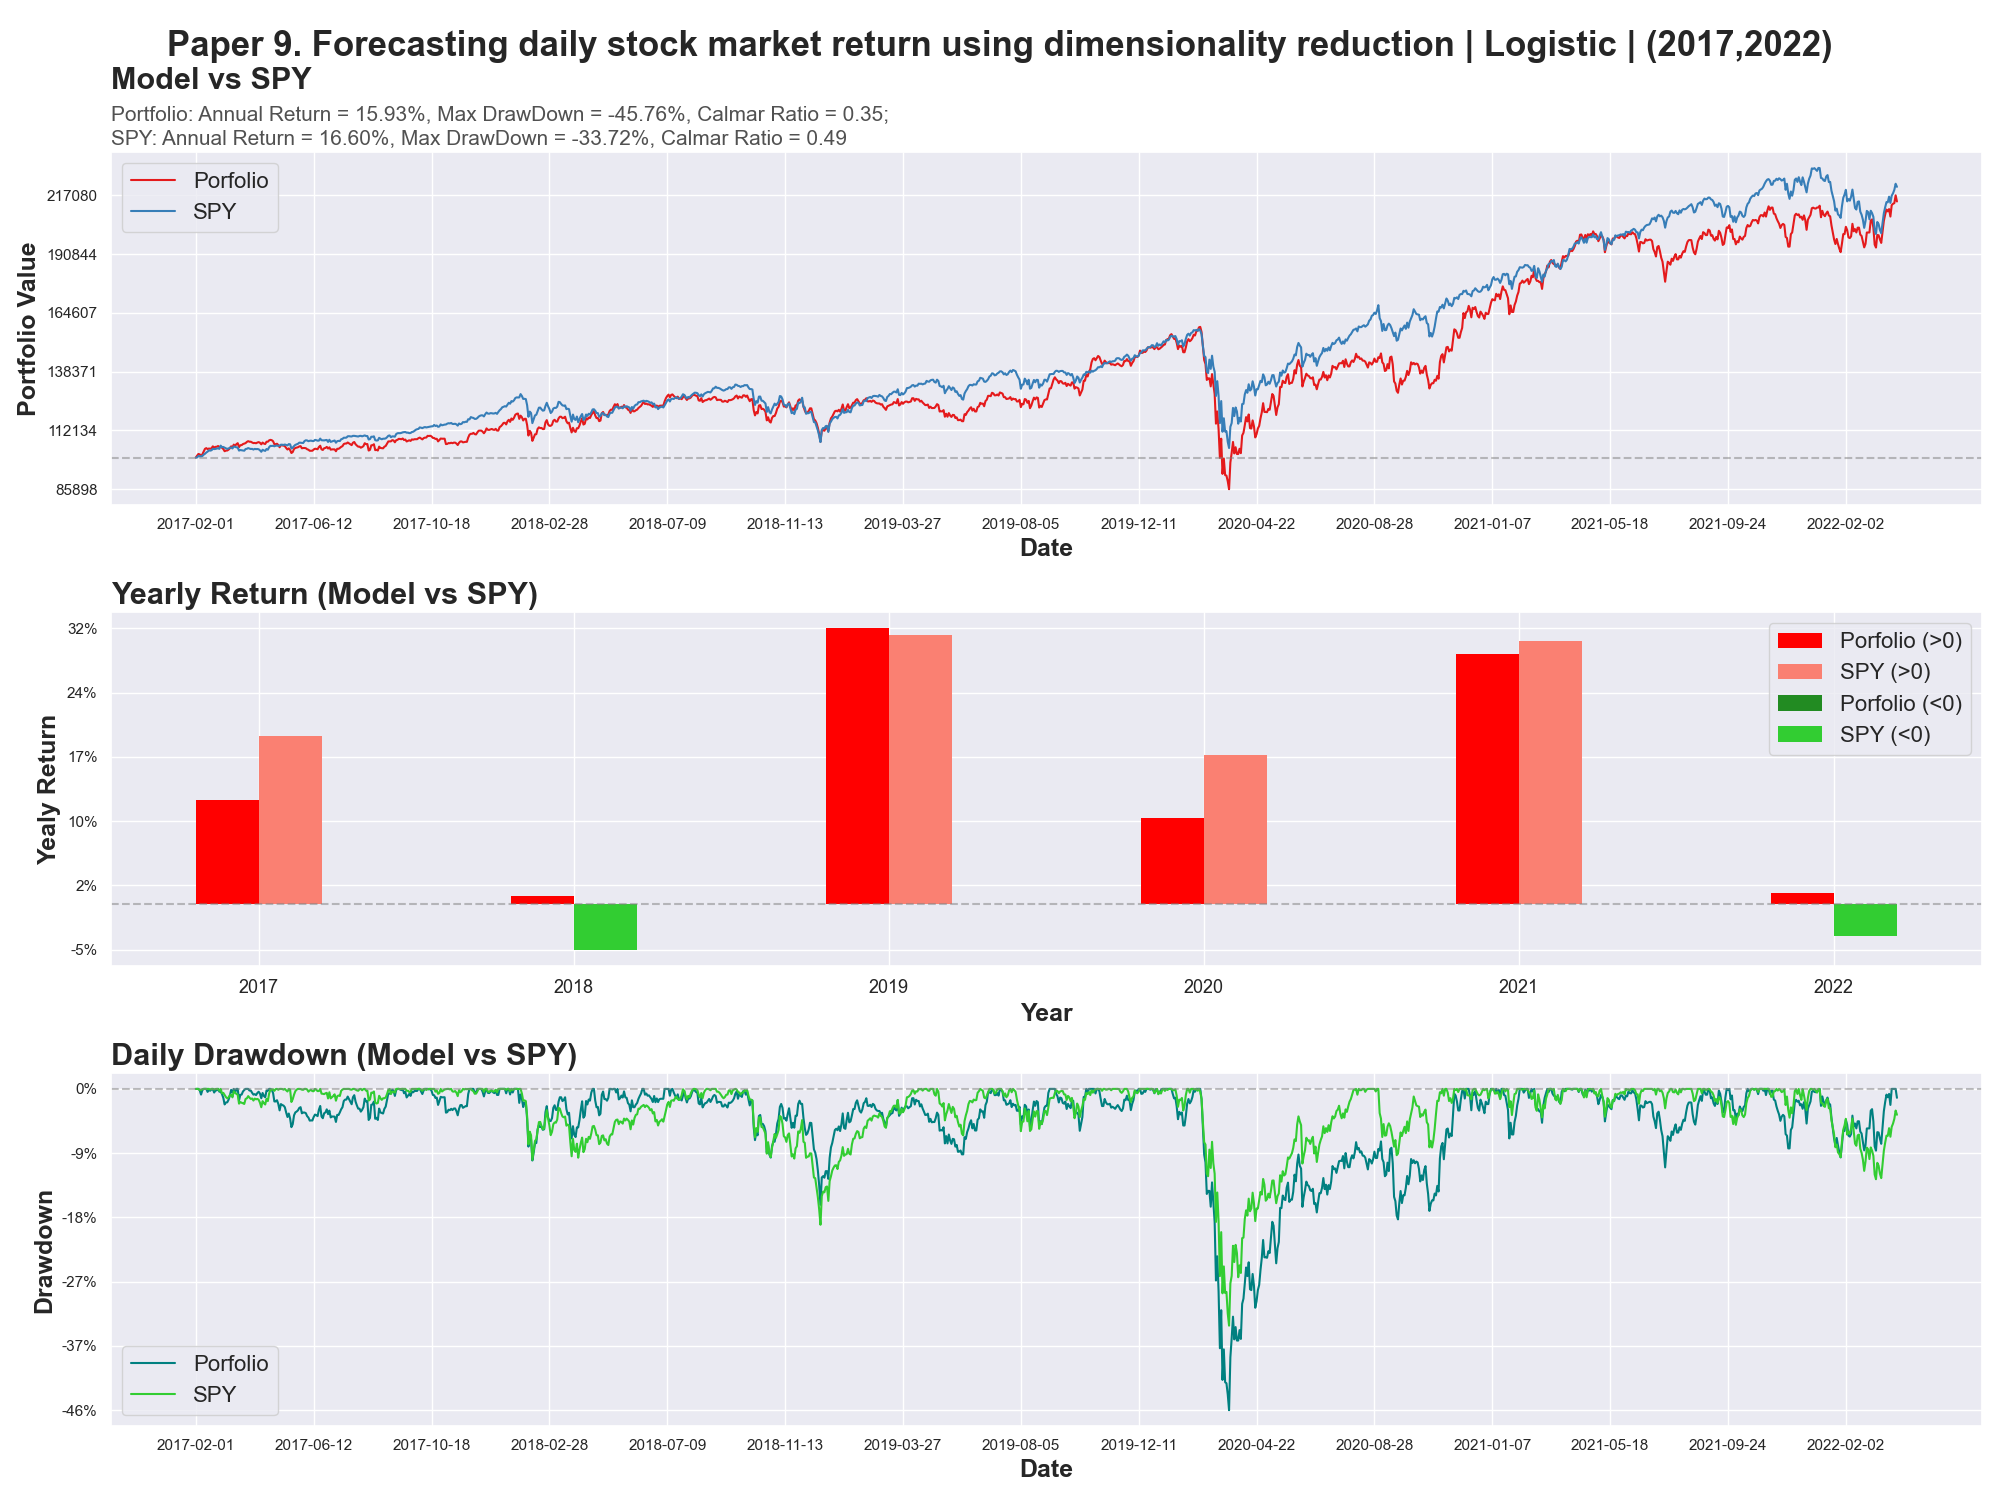 Paper 9. Forecasting daily stock market return using dimensionality reduction | Logistic | (2017,2022)
Model vs SPY
Portfolio: Annual Return = 15.93%, Max DrawDown = -45.76%, Calmar Ratio = 0.35;
SPY: Annual Return = 16.60%, Max DrawDown = -33.72%, Calmar Ratio = 0.49
Porfolio
SPY
217080
190844
164607
138371
112134
85898
Portfolio Value
2017-02-01 2017-06-12 2017-10-18 2018-02-28 2018-07-09 2018-11-13 2019-03-27 2019-08-05 2019-12-11 2020-04-22 2020-08-28 2021-01-07 2021-05-18 2021-09-24 2022-02-02
Date
Yearly Return (Model vs SPY)
Porfolio (>0)
SPY (>0)
Porfolio (<0)
SPY (<0)
32%
24%
17%
10%
2%
-5%
Yealy Return
2017 2018 2019 2020 2021 2022
Year
Daily Drawdown (Model vs SPY)
0%
-9%
-18%
-27%
-37%
-46%
Drawdown
Porfolio
SPY
2017-02-01 2017-06-12 2017-10-18 2018-02-28 2018-07-09 2018-11-13 2019-03-27 2019-08-05 2019-12-11 2020-04-22 2020-08-28 2021-01-07 2021-05-18 2021-09-24 2022-02-02
Date